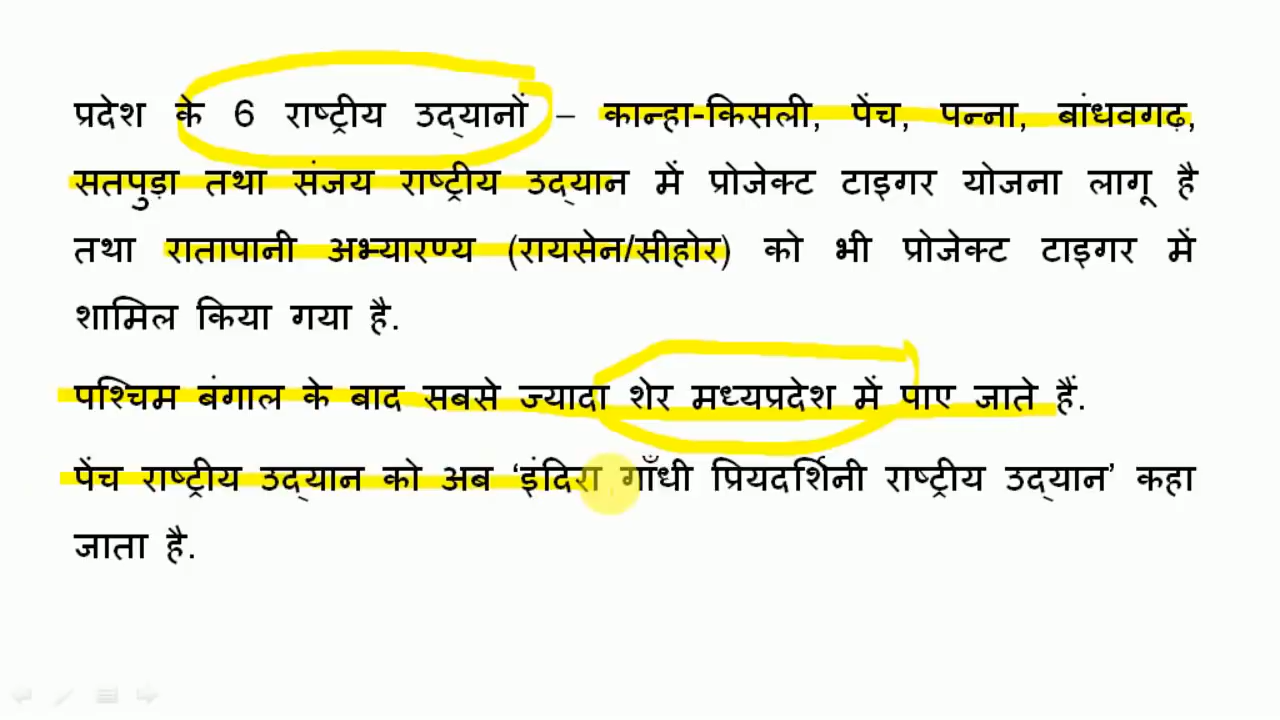 प्रदेश के 6 राष्ट्रीय उद्यानों – कान्हा-किसली, पेंच, पन्ना, बांधवगढ़,
सतपुड़ा तथा संजय राष्ट्रीय उद्यान में प्रोजेक्ट टाइगर योजना लागू है
तथा रातापानी अभ्यारण्य (रायसेन/सीहोर) को भी प्रोजेक्ट टाइगर में
शामिल किया गया है.
पश्चिम बंगाल के बाद सबसे ज्यादा शेर मध्यप्रदेश में पाए जाते हैं.
पेंच राष्ट्रीय उद्यान को अब ‘इंदिरा गाँधी प्रियदर्शिनी राष्ट्रीय उद्यान’ कहा
जाता है.